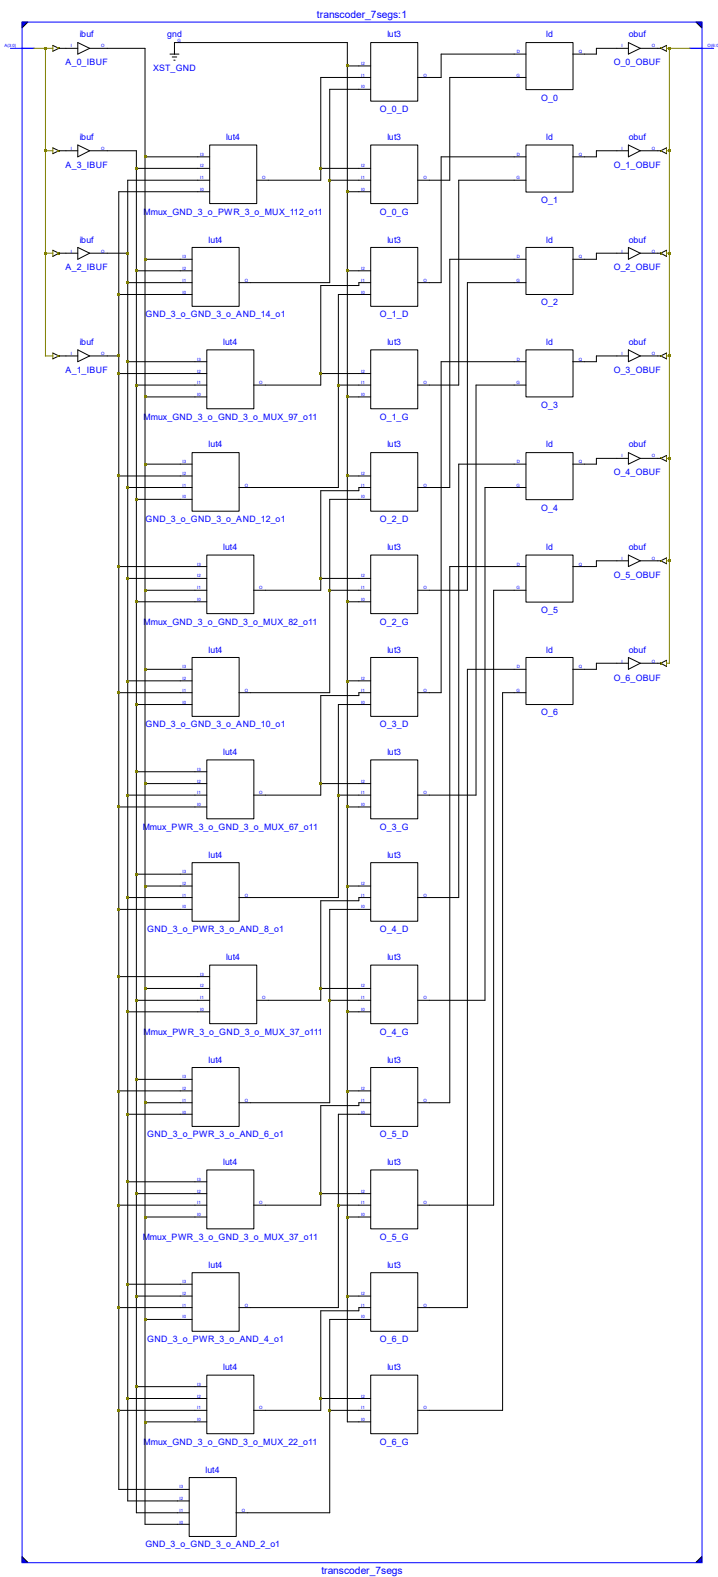 transcoder_7segs:1
ibuf
A_0_IBUF
gnd
XST_GND
lut3
O_0_D
ld
O_0
obuf
O_0_OBUF
ibuf
A_3_IBUF
lut4
Mmux_GND_3_o_PWR_3_o_MUX_112_o11
lut3
O_0_G
ld
O_1
obuf
O_1_OBUF
ibuf
A_2_IBUF
lut4
GND_3_o_GND_3_o_AND_14_o1
lut3
O_1_D
ld
O_2
obuf
O_2_OBUF
ibuf
A_1_IBUF
lut4
Mmux_GND_3_o_GND_3_o_MUX_97_o11
lut3
O_1_G
ld
O_3
obuf
O_3_OBUF
lut4
GND_3_o_GND_3_o_AND_12_o1
lut3
O_2_D
ld
O_4
obuf
O_4_OBUF
lut4
Mmux_GND_3_o_GND_3_o_MUX_82_o11
lut3
O_2_G
ld
O_5
obuf
O_5_OBUF
lut4
GND_3_o_GND_3_o_AND_10_o1
lut3
O_3_D
ld
O_6
obuf
O_6_OBUF
lut4
Mmux_PWR_3_o_GND_3_o_MUX_67_o11
lut3
O_3_G
lut4
GND_3_o_PWR_3_o_AND_8_o1
lut3
O_4_D
lut4
Mmux_PWR_3_o_GND_3_o_MUX_37_o111
lut3
O_4_G
lut4
GND_3_o_PWR_3_o_AND_6_o1
lut3
O_5_D
lut4
Mmux_PWR_3_o_GND_3_o_MUX_37_o11
lut3
O_5_G
lut4
GND_3_o_PWR_3_o_AND_4_o1
lut3
O_6_D
lut4
Mmux_GND_3_o_GND_3_o_MUX_22_o11
lut3
O_6_G
lut4
GND_3_o_GND_3_o_AND_2_o1
transcoder_7segs